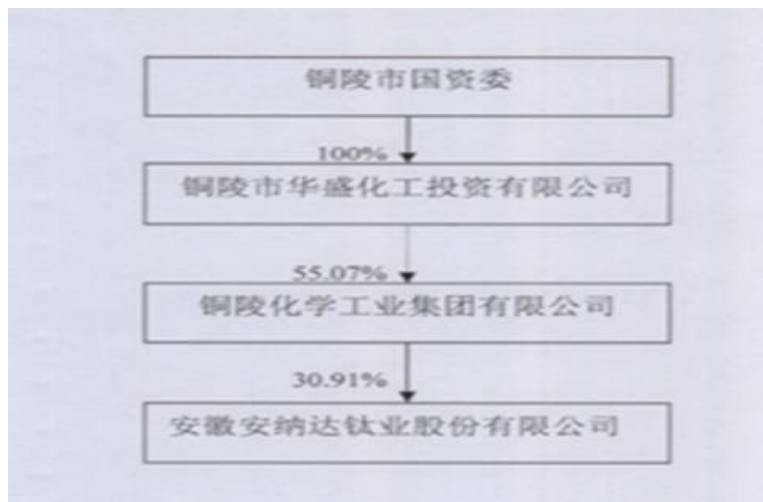 铜陵市国资委
100%
铜陵市华盛化工投资有限公司
55.07%
铜陵化学工业集团有限公司
30.91%
安徽安纳达钛业股份有限公司